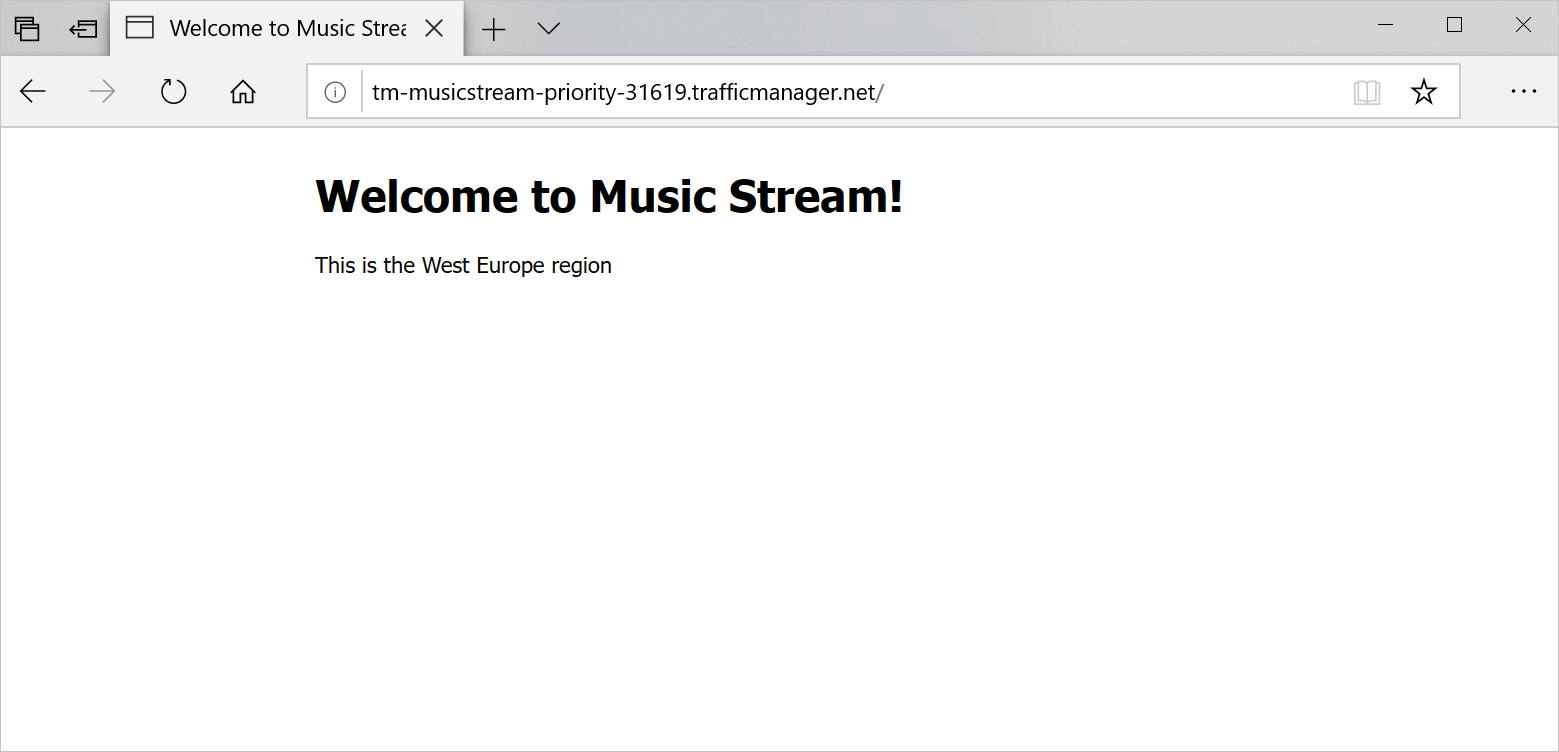 Welcome to Music Strea
tm-musicstream-priority-31619.trafficmanager.net/
Welcome to Music Stream!
This is the West Europe region